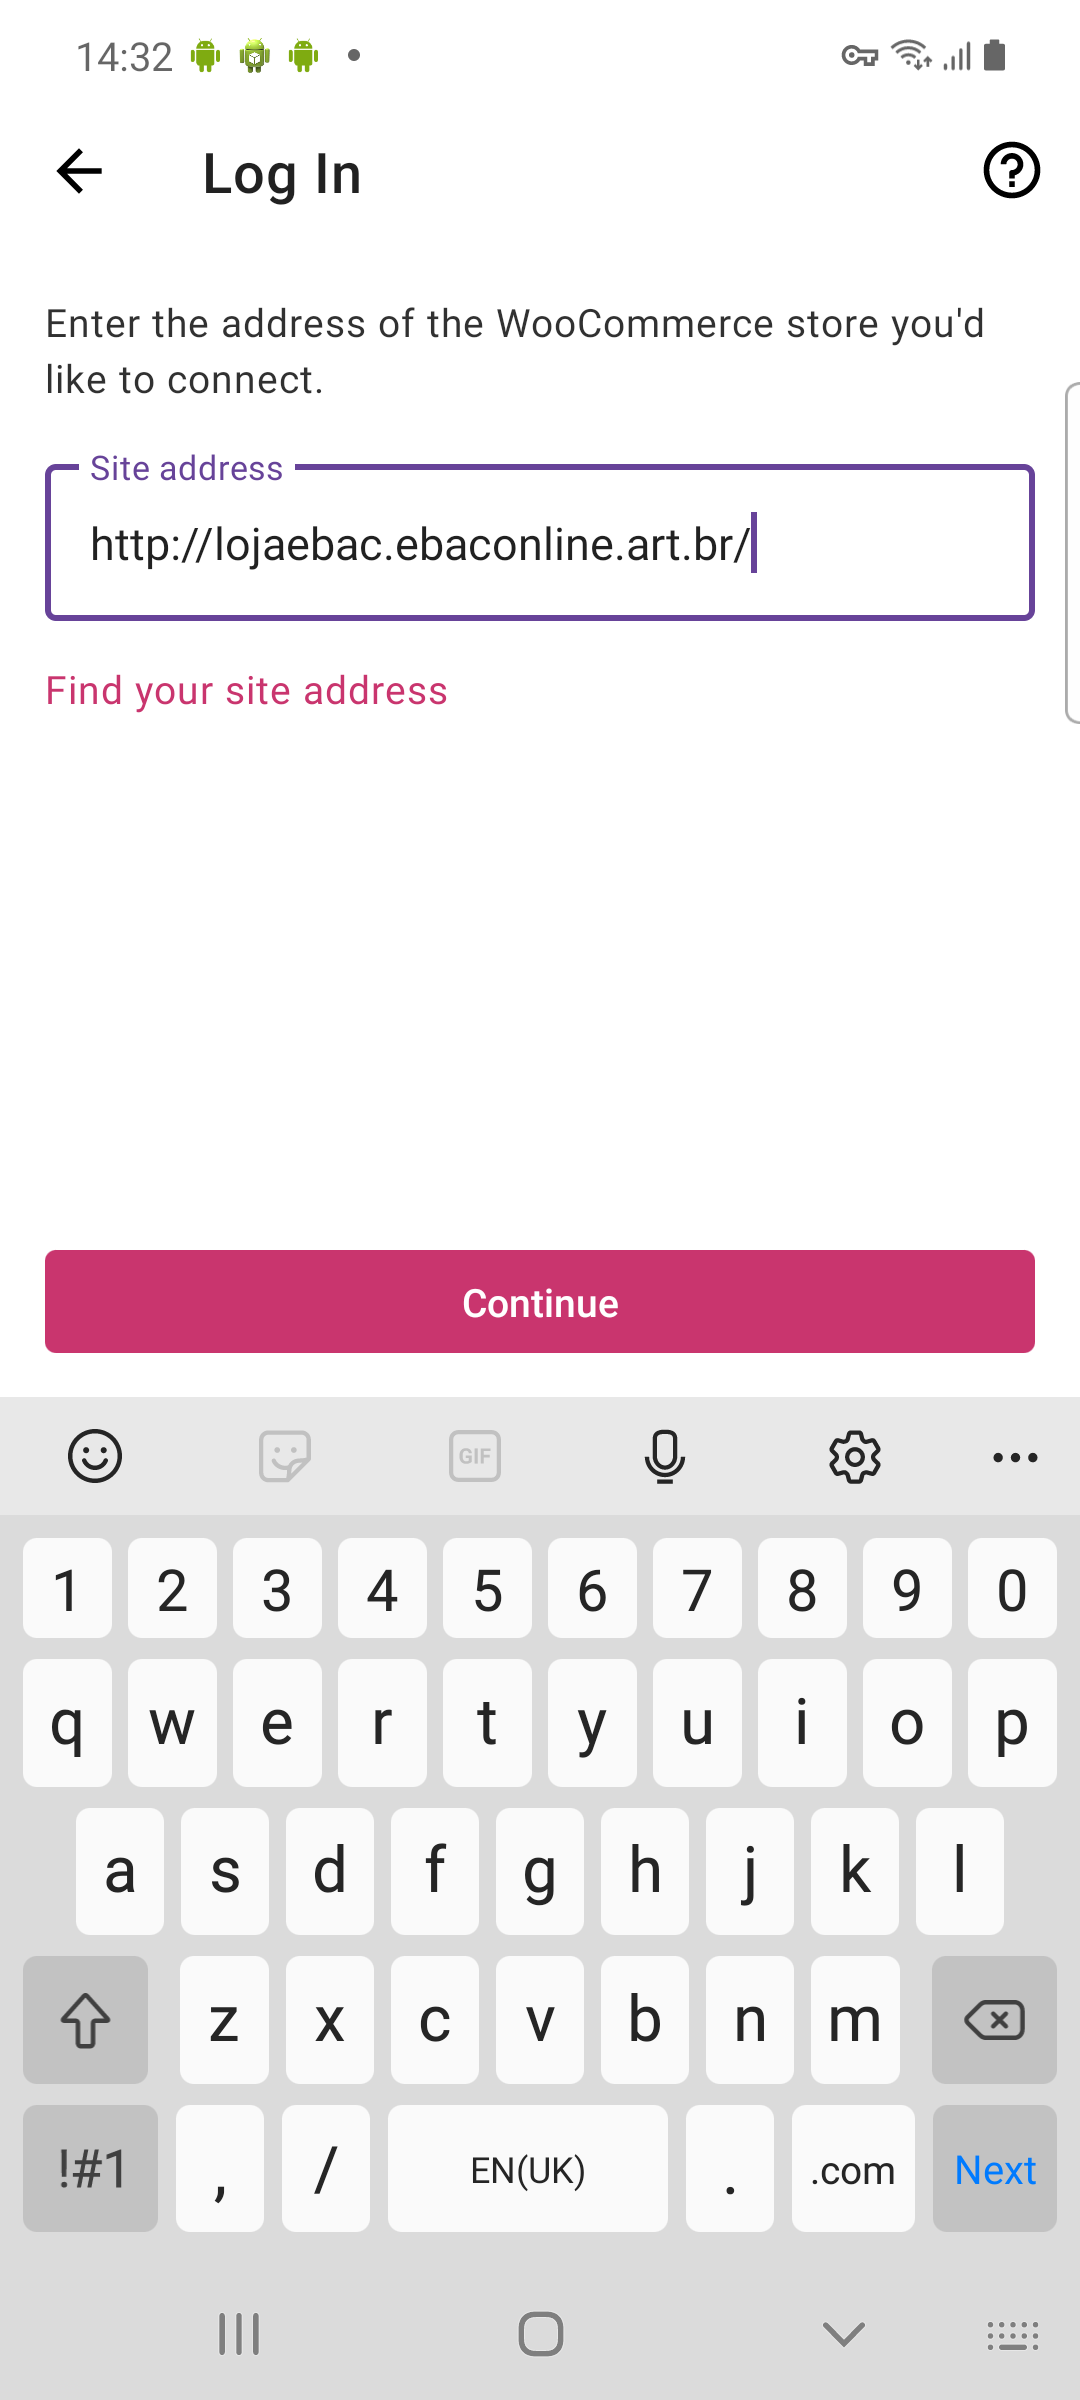 14:32
Log In
Enter the address of the WooCommerce store you'd
like to connect.
Site address
http://lojaebac.ebaconline.art.br/
Find your site address
Continue
GIF
1 2 3 4 5 6 7 8 9 0
q w e r t y u i o p
a s d f g h j k l
z x c v b n m
!#1 , / EN(UK) . .com Next